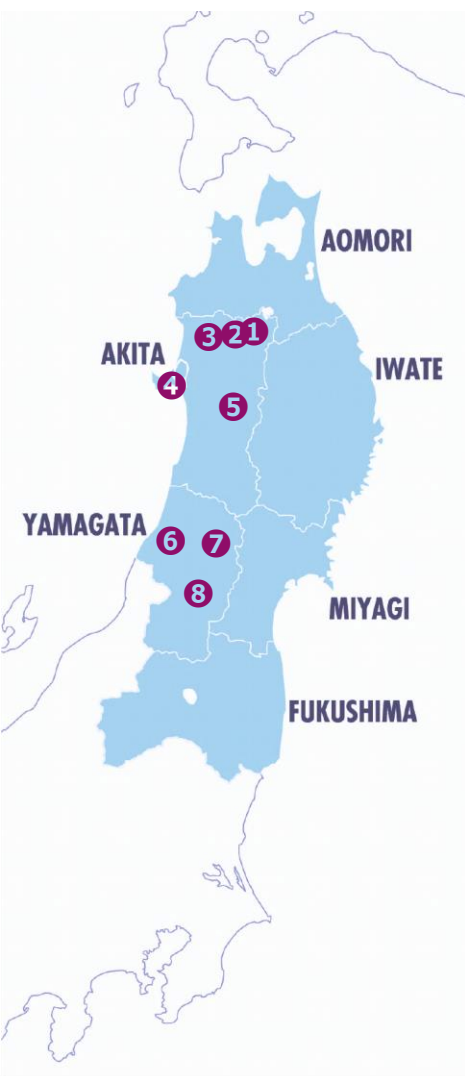 AOMORI
3 2 1
AKITA
IWATE
4
5
YAMAGATA
6 7
8
MIYAGI
FUKUSHIMA